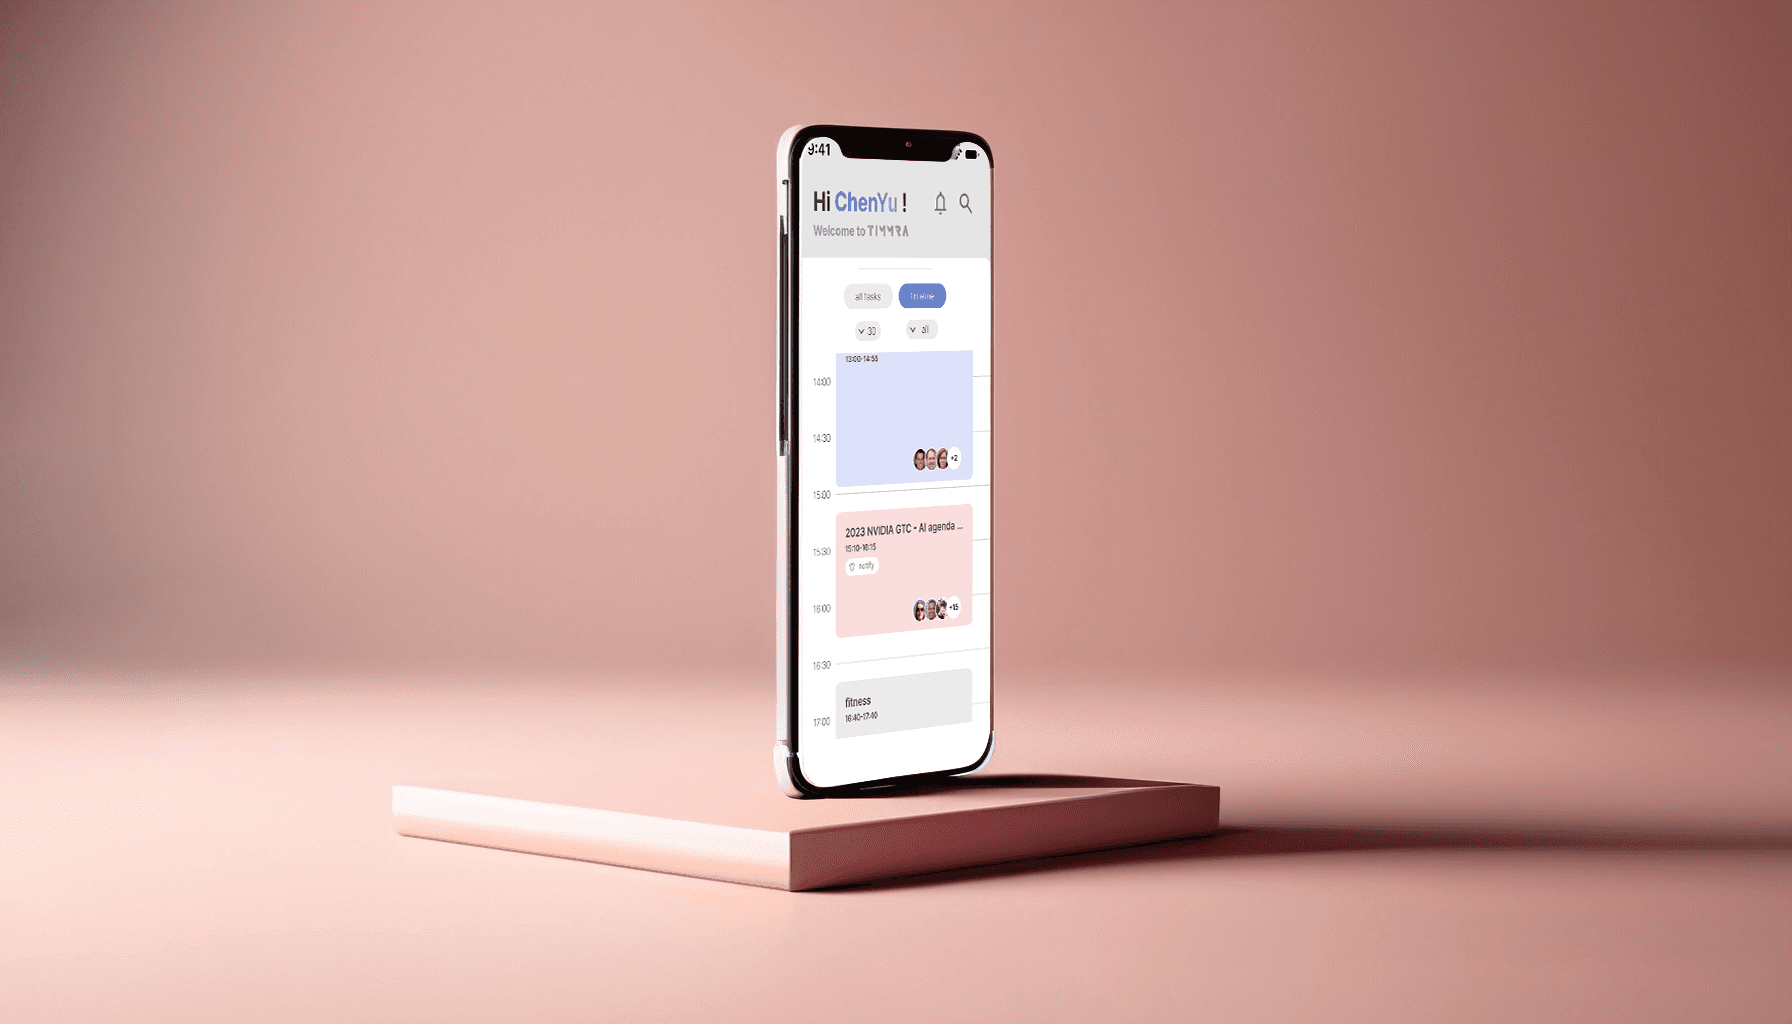 9:41
Hi ChenYu !
Welcome to TIMMRA
all tasks
timeline
30
all
13:00-14:55
14:00
14:30
+2
15:00
2023 NVIDIA GTC - AI agenda ...
15:10-16:15
15:30
notify
16:00
+15
16:30
fitness
16:40-17:40
17:00